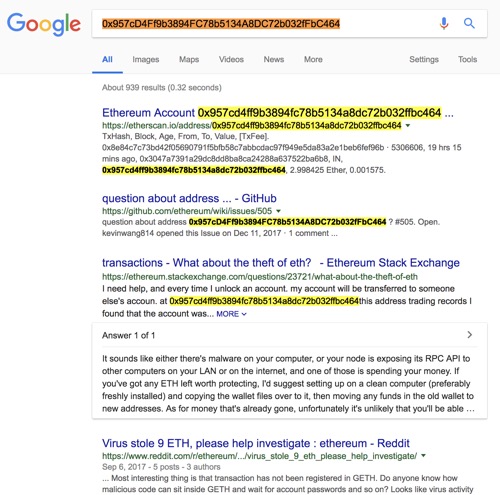 Google
0x957cD4Ff9b3894FC78b5134A8DC72b032fFbC464
All Images Maps Videos News More Settings Tools
About 939 results (0.32 seconds)
Ethereum Account 0x957cd4ff9b3894fc78b5134a8dc72b032ffbc464 ...
https://etherscan.io/address/0x957cd4ff9b3894fc78b5134a8dc72b032ffbc464
TxHash, Block, Age, From, To, Value, [TxFee].
0x8e84c7c73bd42f05690791f5bfb58c7abbcdac97f949e5da83a2e1beb6fef96b · 5306606, 19 hrs 15
mins ago, 0x3047a7391a29dc8dd8ba8ca24288a637522ba6b8, IN,
0x957cd4ff9b3894fc78b5134a8dc72b032ffbc464, 2.998425 Ether, 0.001575.
question about address ... - GitHub
https://github.com/ethereum/wiki/issues/505
question about address 0x957cD4Ff9b3894FC78b5134A8DC72b032fFbC464 ? #505. Open.
kevinwang814 opened this Issue on Dec 11, 2017 · 1 comment ...
transactions - What about the theft of eth? - Ethereum Stack Exchange
https://ethereum.stackexchange.com/questions/23721/what-about-the-theft-of-eth
I need help, and every time I unlock an account. my account will be transferred to someone
else's accoun. at 0x957cd4ff9b3894fc78b5134a8dc72b032ffbc464this address trading records I
found that the account was... MORE
Answer 1 of 1
It sounds like either there's malware on your computer, or your node is exposing its RPC API to
other computers on your LAN or on the internet, and one of those is spending your money. If
you've got any ETH left worth protecting, I'd suggest setting up on a clean computer (preferably
freshly installed) and copying the wallet files over to it, then moving any funds in the old wallet to
new addresses. As for money that's already gone, unfortunately it's unlikely that you'll be able ...
Virus stole 9 ETH, please help investigate : ethereum - Reddit
https://www.reddit.com/r/ethereum/.../virus_stole_9_eth_please_help_investigate/
Sep 6, 2017 - 5 posts - 3 authors
... Most interesting thing is that transaction has not been registered in GETH. Do anyone know how
malicious code can sit inside GETH and wait for account passwords and so on? Looks like virus activity